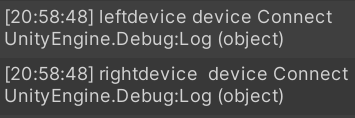 [20:58:48] leftdevice device Connect
UnityEngine.Debug:Log (object)
[20:58:48] rightdevice  device Connect
UnityEngine.Debug:Log (object)